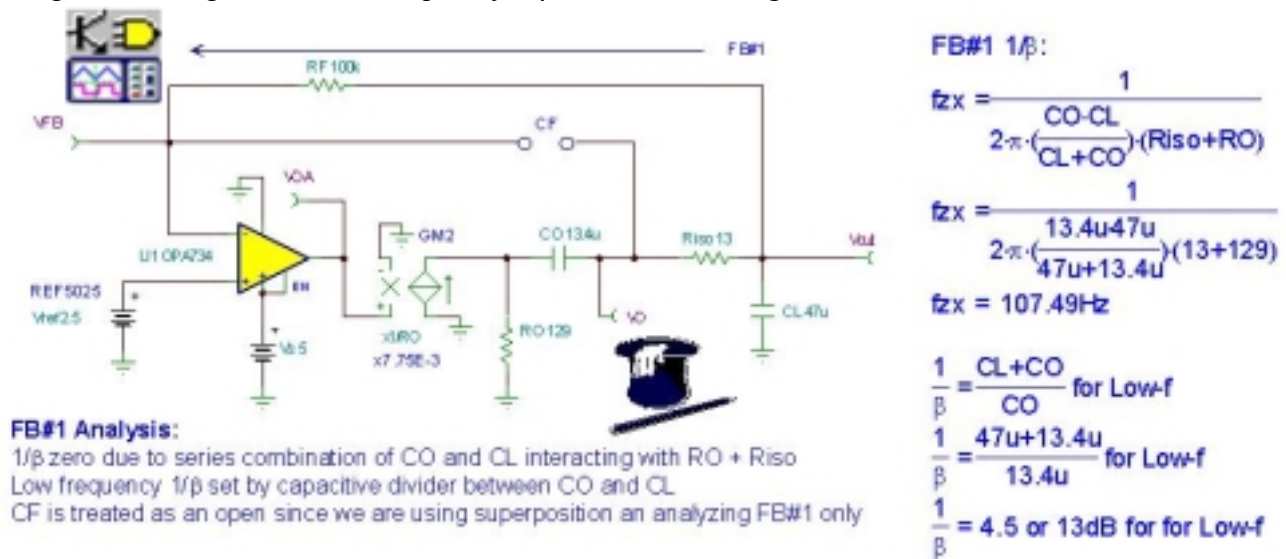 FB#1
RF 100k
VFB
CF
VOA
GM2
CO 13.4u
Riso 13
Vout
U1 OPA734
REF5025
Vref 2.5
Vs 5
x1/RO
x7.75E-3
RO 129
VO
CL 47u
FB#1 Analysis:
1/β zero due to series combination of CO and CL interacting with RO + Riso
Low frequency 1/β set by capacitive divider between CO and CL
CF is treated as an open since we are using superposition an analyzing FB#1 only
FB#1 1/β:
fzx = 1 / 2·π·(CO·CL / CL+CO)·(Riso+RO)
fzx = 1 / 2·π·(13.4u·47u / 47u+13.4u)·(13+129)
fzx = 107.49Hz
1/β = CL+CO / CO for Low-f
1/β = 47u+13.4u / 13.4u for Low-f
1/β = 4.5 or 13dB for for Low-f